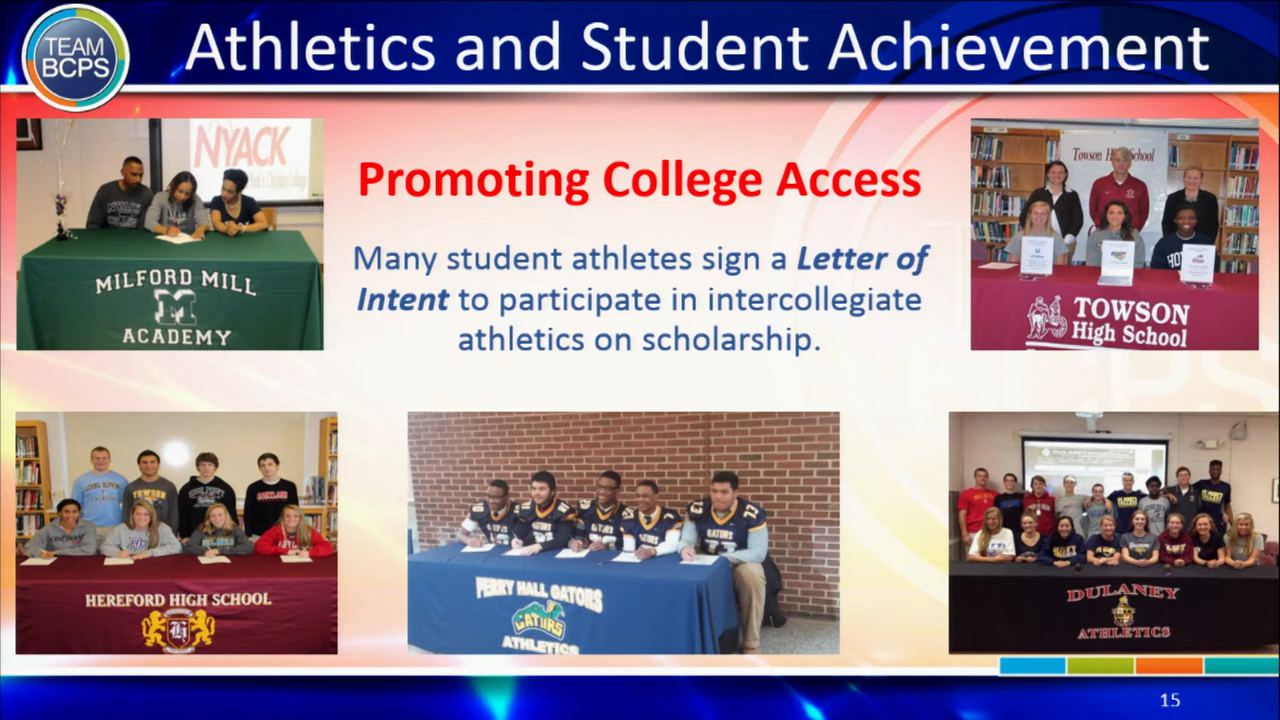 TEAM
BCPS
Athletics and Student Achievement
NYACK
Promoting College Access
Many student athletes sign a Letter of
Intent to participate in intercollegiate
athletics on scholarship.
MILFORD MILL
M
ACADEMY
Towson High School
TOWSON
High School
HEREFORD HIGH SCHOOL
H
TOWSON
PERRY HALL GATORS
GATORS
ATHLETICS
GATORS
DULANEY
ATHLETICS
15